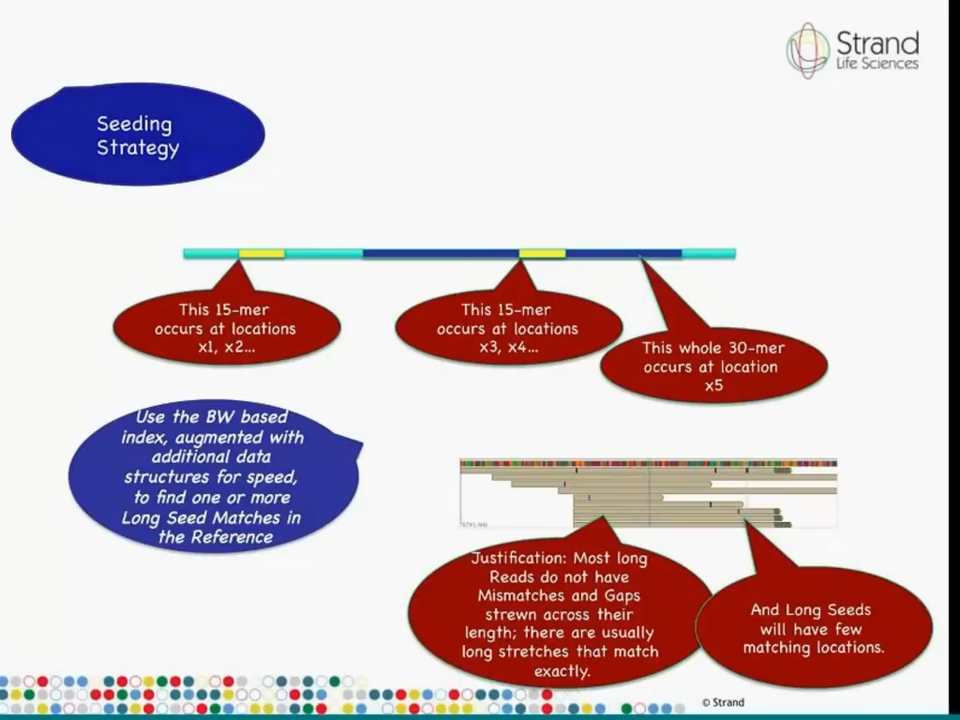 Strand
Life Sciences
Seeding
Strategy
This 15-mer
occurs at locations
x1, x2...
This 15-mer
occurs at locations
x3, x4...
This whole 30-mer
occurs at location
x5
Use the BW based
index, augmented with
additional data
structures for speed,
to find one or more
Long Seed Matches in
the Reference
Justification: Most long
Reads do not have
Mismatches and Gaps
strewn across their
length; there are usually
long stretches that match
exactly.
And Long Seeds
will have few
matching locations.
© Strand